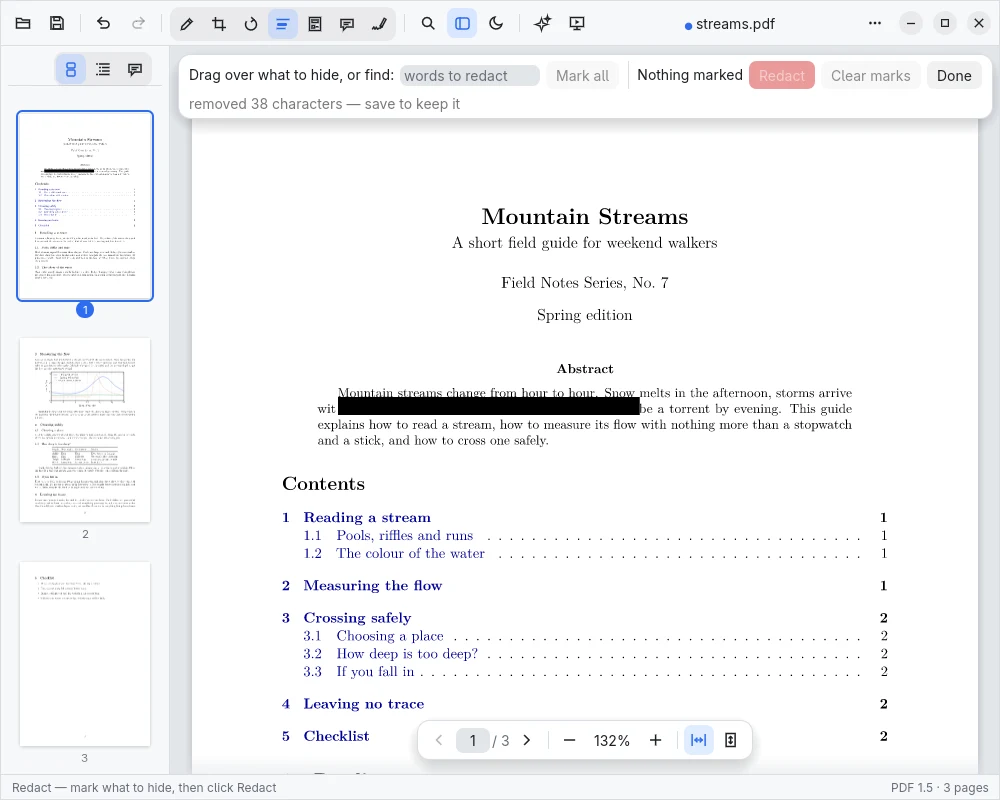 streams.pdf
Drag over what to hide, or find: words to redact Mark all Nothing marked Redact Clear marks Done
removed 38 characters — save to keep it
Mountain Streams
A short field guide for weekend walkers
Field Notes Series, No. 7
Spring edition
Abstract
Mountain streams change from hour to hour. Snow melts in the afternoon, storms arrive
wit be a torrent by evening. This guide
explains how to read a stream, how to measure its flow with nothing more than a stopwatch
and a stick, and how to cross one safely.
Contents
1 Reading a stream 1
1.1 Pools, riffles and runs . . . . . . . . . . . . . . . . . . . . . . . . . . . . 1
1.2 The colour of the water . . . . . . . . . . . . . . . . . . . . . . . . . . . 1
2 Measuring the flow 1
3 Crossing safely 2
3.1 Choosing a place . . . . . . . . . . . . . . . . . . . . . . . . . . . . . . 2
3.2 How deep is too deep? . . . . . . . . . . . . . . . . . . . . . . . . . . . 2
3.3 If you fall in . . . . . . . . . . . . . . . . . . . . . . . . . . . . . . . . 2
4 Leaving no trace 2
5 Checklist 2
1
2
3
1 / 3 132%
Redact — mark what to hide, then click Redact PDF 1.5 · 3 pages